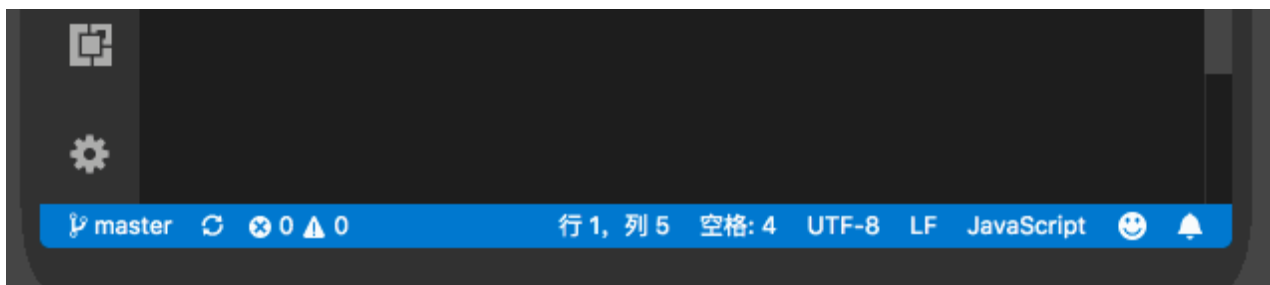 master 0 0 行 1, 列 5 空格: 4 UTF-8 LF JavaScript